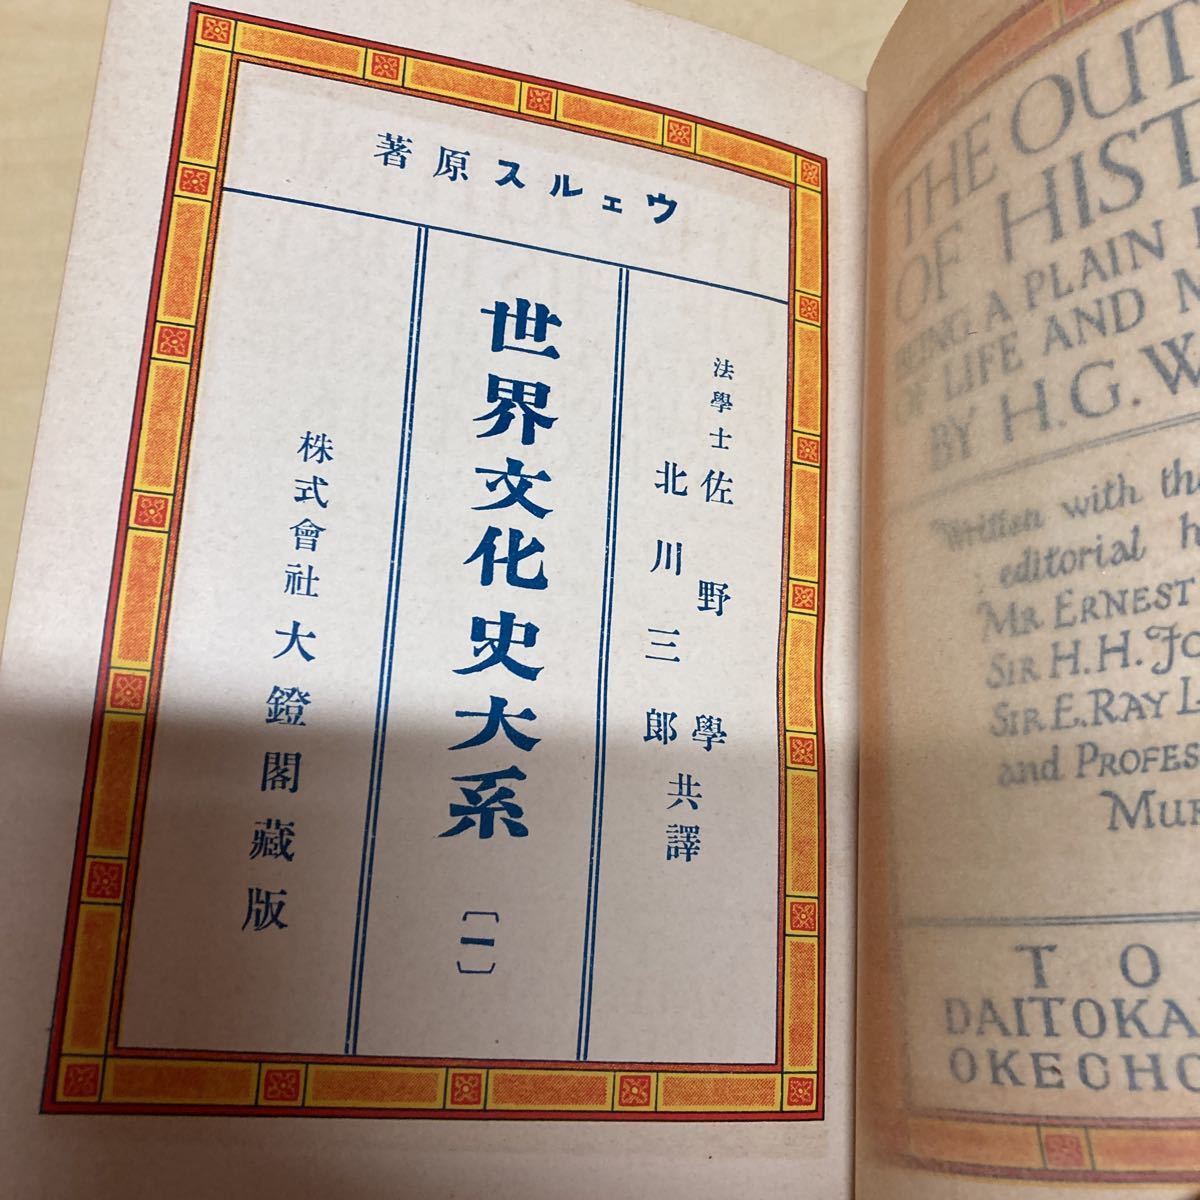 ウェルス原著
法學士 佐野學
北川三郎
共譯
世界文化史大系
〔一〕
株式會社大鐙閣藏版
THE OUT
OF HIST
BEING A PLAIN
OF LIFE AND M
BY H.G.W
Written with the
editorial h
MR ERNEST
SIR H.H. JO
SIR E. RAY L
and PROFES
MUR
TO
DAITOKA
OKECHO